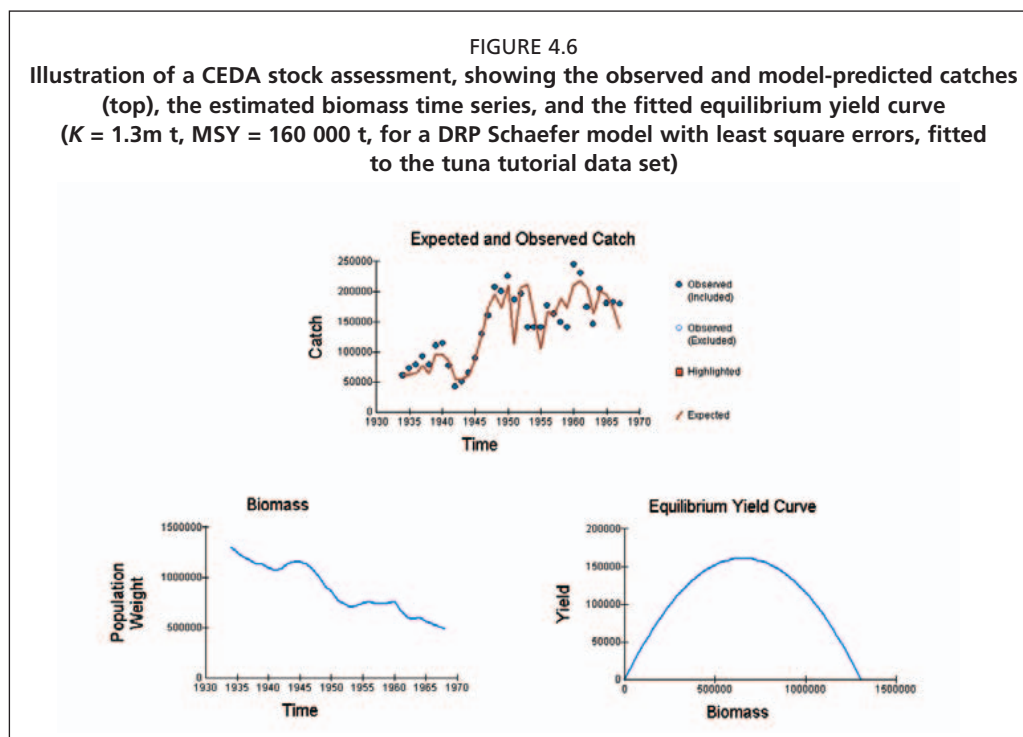 FIGURE 4.6
Illustration of a CEDA stock assessment, showing the observed and model-predicted catches
(top), the estimated biomass time series, and the fitted equilibrium yield curve
(K = 1.3m t, MSY = 160 000 t, for a DRP Schaefer model with least square errors, fitted
to the tuna tutorial data set)
Expected and Observed Catch
Catch
250000
200000
150000
100000
50000
0
1930 1935 1940 1945 1950 1955 1960 1965 1970
Time
Observed
(Included)
Observed
(Excluded)
Highlighted
Expected
Biomass
Population
Weight
1500000
1000000
500000
0
1930 1935 1940 1945 1950 1955 1960 1965 1970
Time
Equilibrium Yield Curve
Yield
200000
150000
100000
50000
0
0 500000 1000000 1500000
Biomass